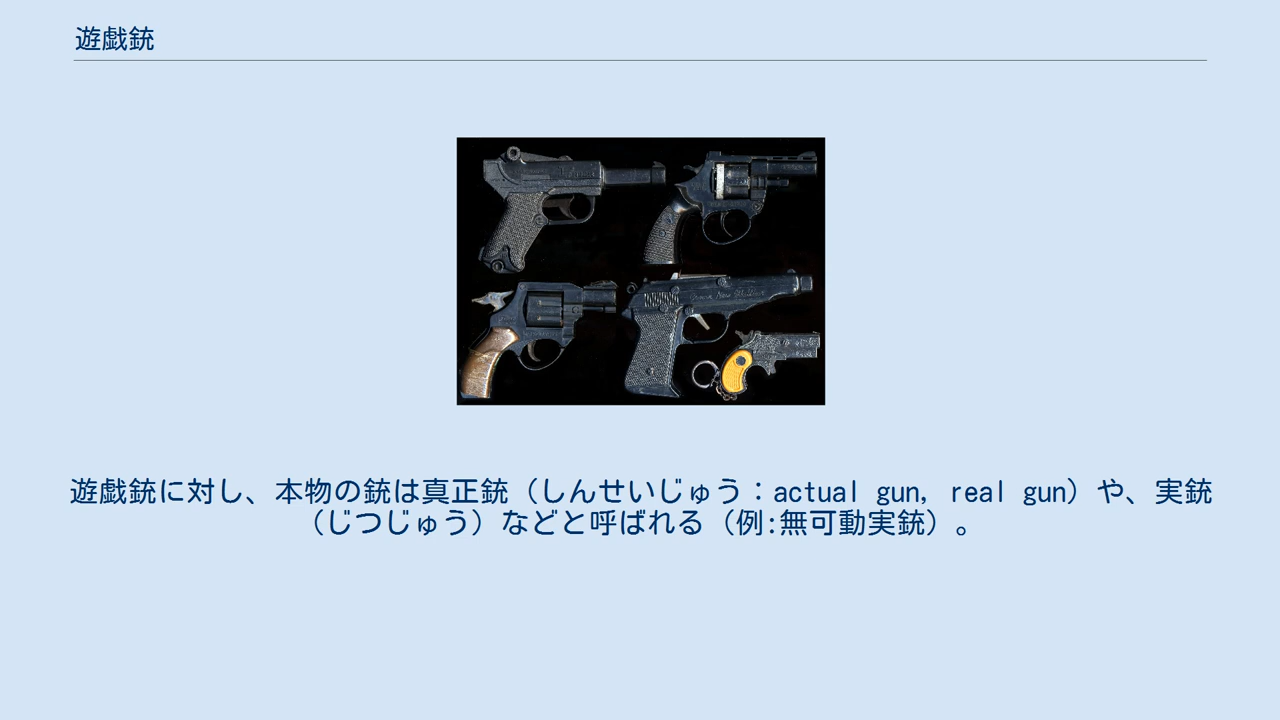 遊戯銃
遊戯銃に対し、本物の銃は真正銃（しんせいじゅう：actual gun, real gun）や、実銃
（じつじゅう）などと呼ばれる（例:無可動実銃）。